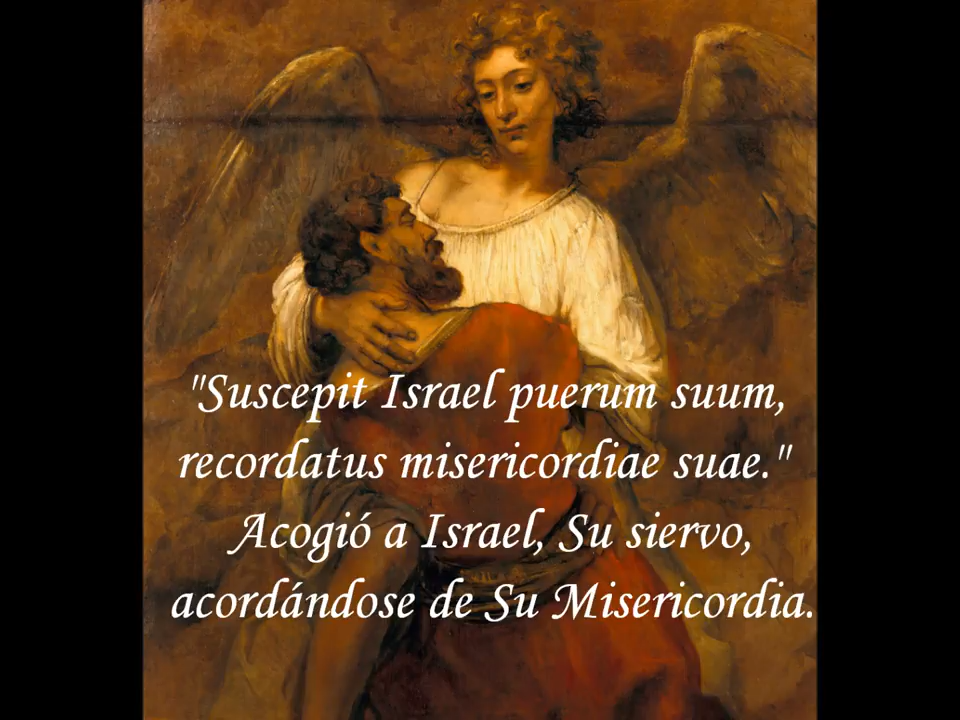 "Suscepit Israel puerum suum,
recordatus misericordiae suae."
Acogió a Israel, Su siervo,
acordándose de Su Misericordia.